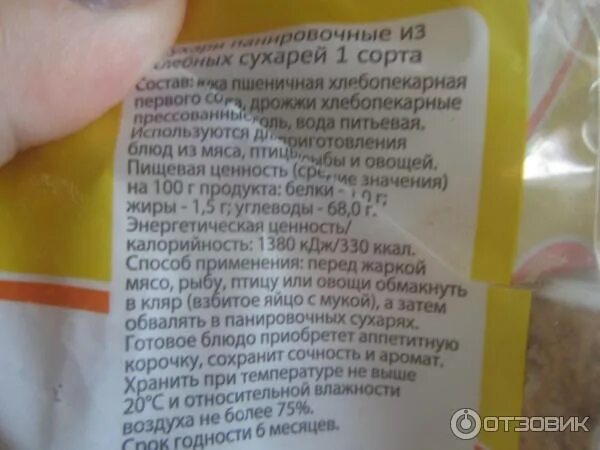 панировочные из
сухарей 1 сорта
Состав: пшеничная хлебопекарная
первого дрожжи хлебопекарные
прессованные вода питьевая.
Используются
блюд из мяса, птицы, рыбы и овощей.
Пищевая ценность значения)
на 100 г продукта: белки -
жиры - 1,5 г; углеводы - 68,0 г.
Энергетическая ценность/
калорийность: 1380 кДж/330 ккал.
Способ применения: перед жаркой
мясо, рыбу, птицу или овощи обмакнуть
в кляр (взбитое яйцо с мукой), а затем
обвалять в панировочных сухарях.
Готовое блюдо приобретет аппетитную
корочку, сохранит сочность и аромат.
Хранить при температуре не выше
20°С и относительной влажности
воздуха не более 75%.
Срок годности 6 месяцев.
ОТЗОВИК